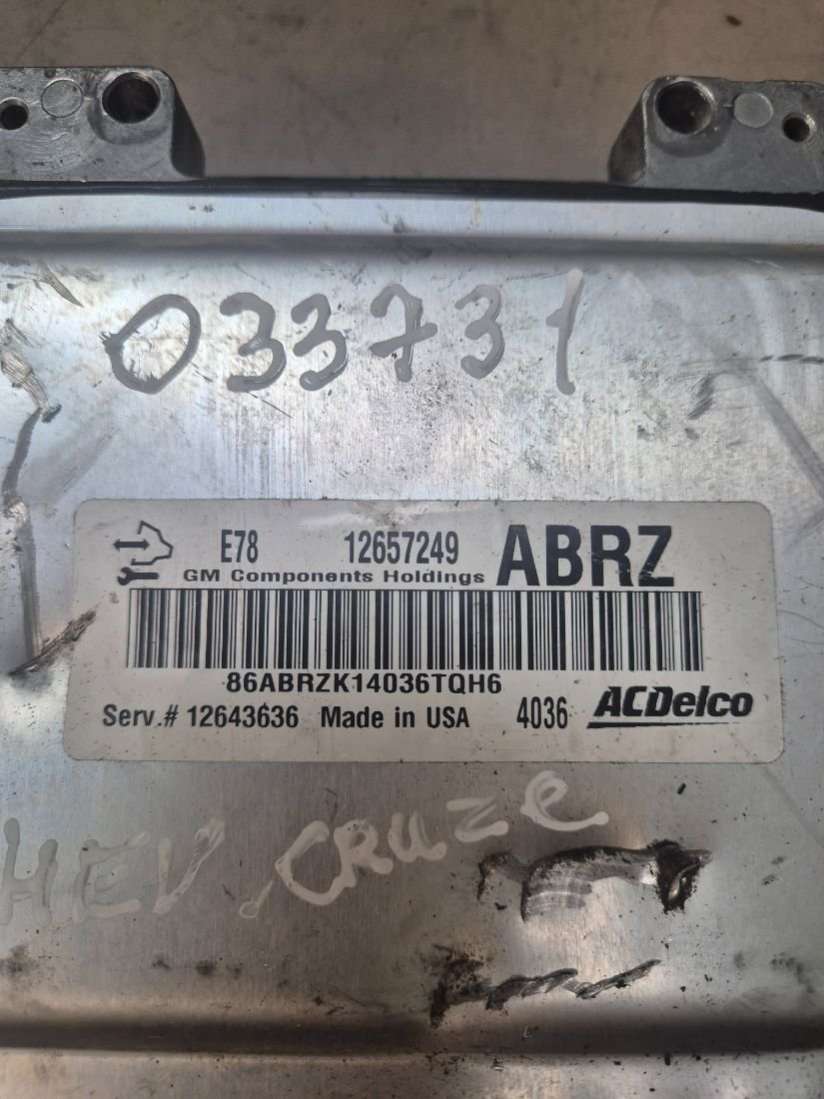 033731
E78 12657249 ABRZ
GM Components Holdings
86ABRZK14036TQH6
Serv.# 12643636 Made in USA 4036 ACDelco
HEV. CRUZE